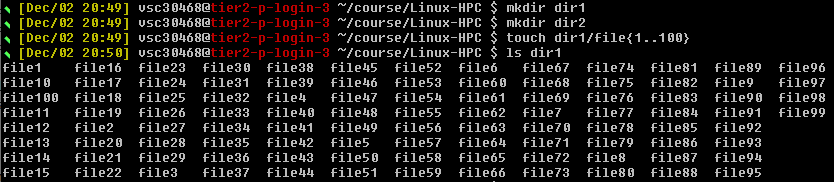 [Dec/02 20:49] vsc30468@tier2-p-login-3 ~/course/Linux-HPC $ mkdir dir1
[Dec/02 20:49] vsc30468@tier2-p-login-3 ~/course/Linux-HPC $ mkdir dir2
[Dec/02 20:49] vsc30468@tier2-p-login-3 ~/course/Linux-HPC $ touch dir1/file{1..100}
[Dec/02 20:50] vsc30468@tier2-p-login-3 ~/course/Linux-HPC $ ls dir1
file1 file16 file23 file30 file38 file45 file52 file6 file67 file74 file81 file89 file96
file10 file17 file24 file31 file39 file46 file53 file60 file68 file75 file82 file9 file97
file100 file18 file25 file32 file4 file47 file54 file61 file69 file76 file83 file90 file98
file11 file19 file26 file33 file40 file48 file55 file62 file7 file77 file84 file91 file99
file12 file2 file27 file34 file41 file49 file56 file63 file70 file78 file85 file92
file13 file20 file28 file35 file42 file5 file57 file64 file71 file79 file86 file93
file14 file21 file29 file36 file43 file50 file58 file65 file72 file8 file87 file94
file15 file22 file3 file37 file44 file51 file59 file66 file73 file80 file88 file95